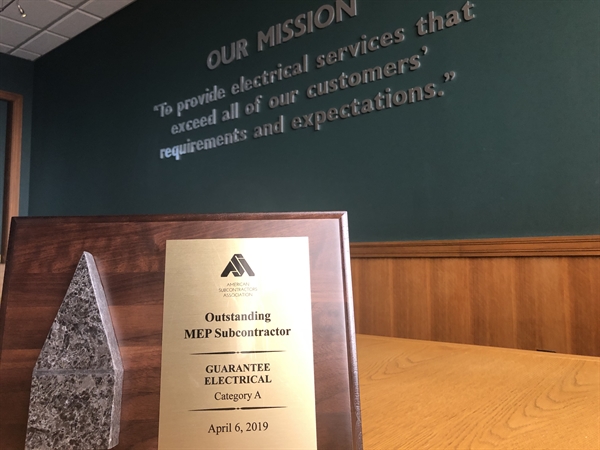 OUR MISSION
“To provide electrical services that
exceed all of our customers’
requirements and expectations.”
AMERICAN
SUBCONTRACTORS
ASSOCIATION
Outstanding
MEP Subcontractor
GUARANTEE
ELECTRICAL
Category A
April 6, 2019